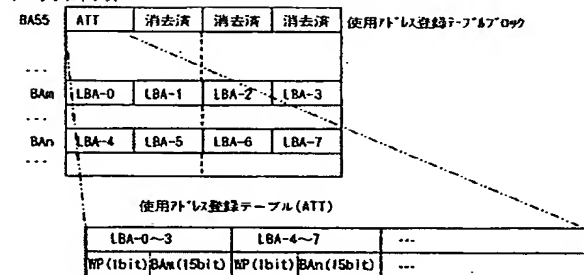 BA55 ATT 消去済 消去済 消去済 使用ｱﾄﾞﾚｽ登録ﾃｰﾌﾞﾙﾌﾞﾛｯｸ
...
BAm LBA-0 LBA-1 LBA-2 LBA-3
...
BAn LBA-4 LBA-5 LBA-6 LBA-7
...
使用ｱﾄﾞﾚｽ登録テーブル(ATT)
LBA-0〜3 LBA-4〜7 ...
WP(1bit) BAm(15bit) WP(1bit) BAn(15bit) ...